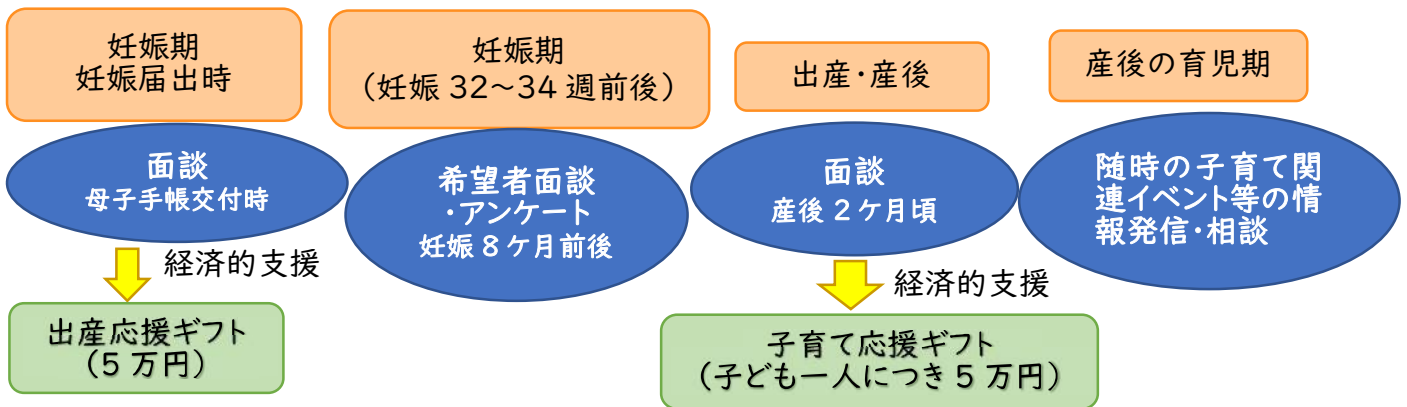 妊娠期
妊娠届出時
妊娠期
（妊娠 32～34 週前後）
出産・産後
産後の育児期
面談
母子手帳交付時
希望者面談
・アンケート
妊娠 8 ケ月前後
面談
産後 2 ケ月頃
随時の子育て関
連イベント等の情
報発信・相談
経済的支援
経済的支援
出産応援ギフト
（5 万円）
子育て応援ギフト
（子ども一人につき 5 万円）